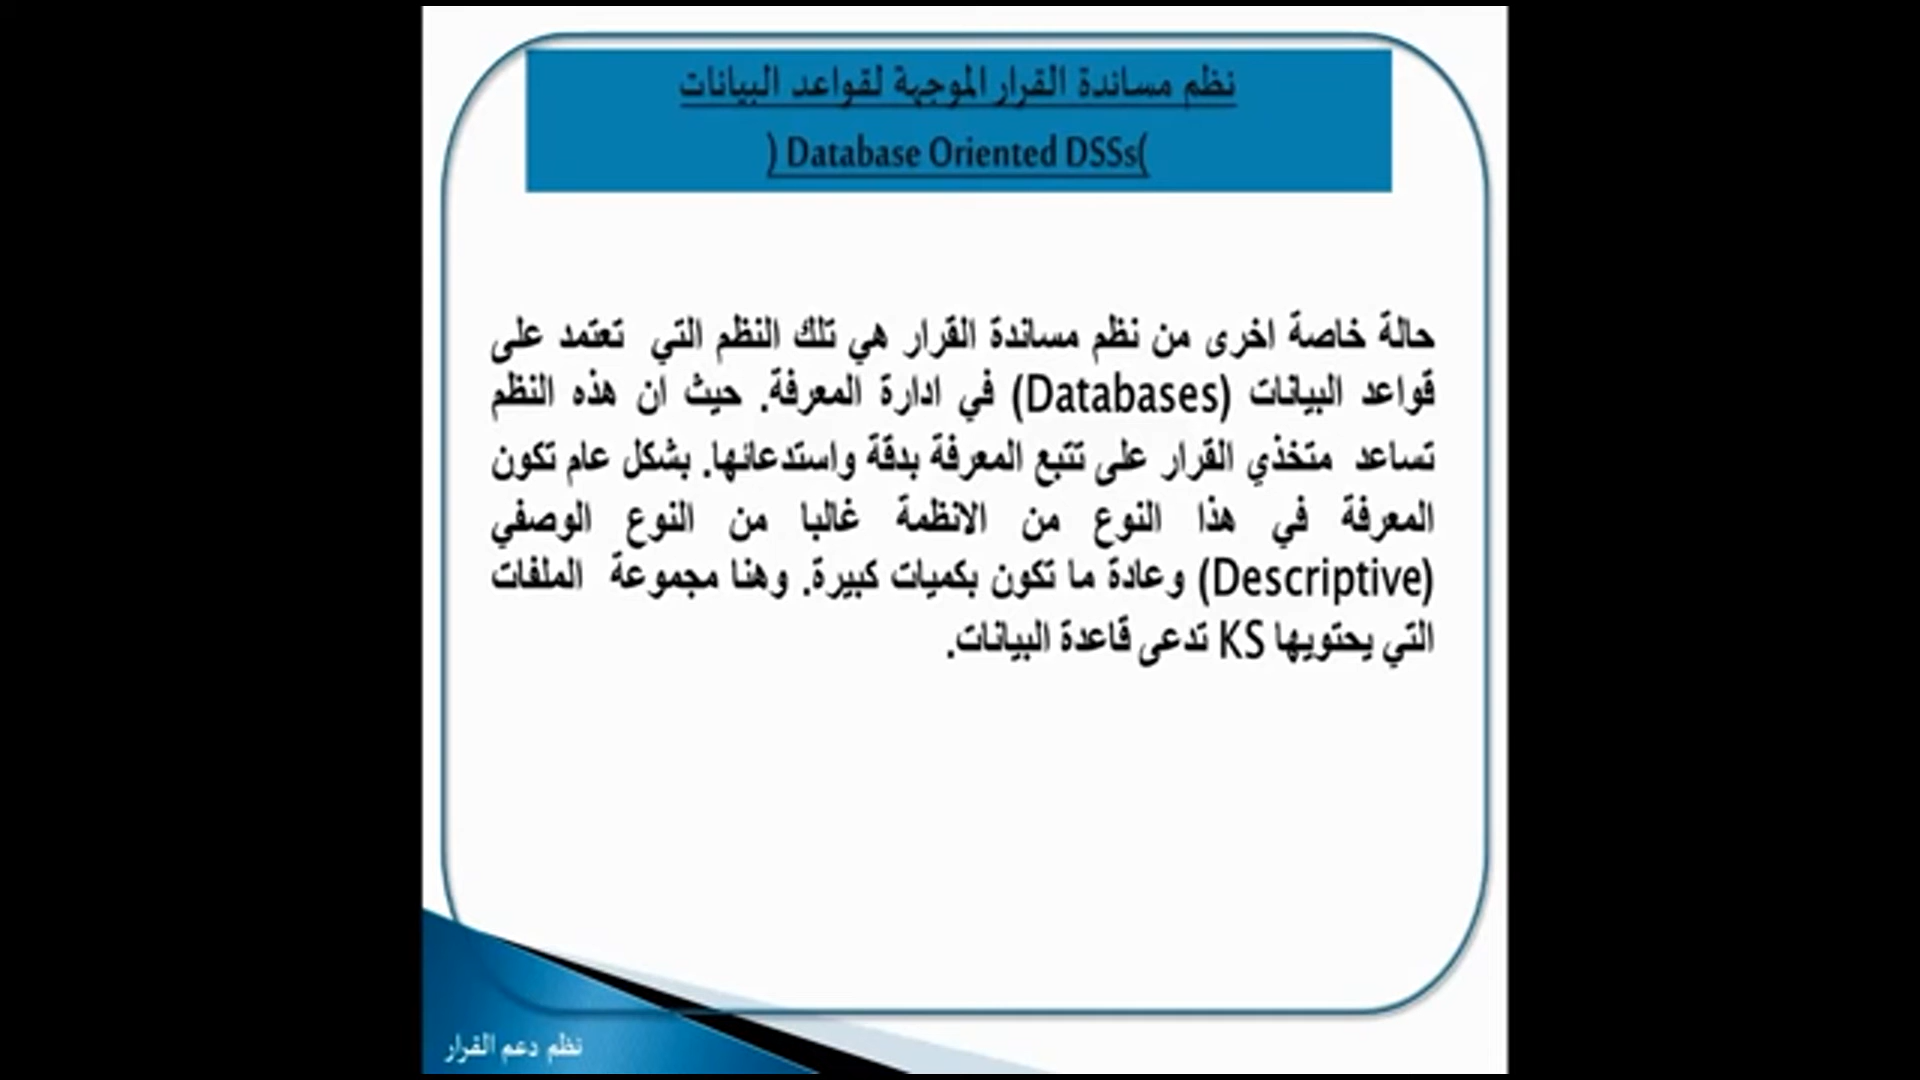 نظم مساندة القرار الموجهة لقواعد البيانات
( Database Oriented DSSs)
حالة خاصة اخرى من نظم مساندة القرار هي تلك النظم التي تعتمد على
قواعد البيانات (Databases) في ادارة المعرفة. حيث ان هذه النظم
تساعد متخذي القرار على تتبع المعرفة بدقة واستدعائها. بشكل عام تكون
المعرفة في هذا النوع من الانظمة غالبا من النوع الوصفي
(Descriptive) وعادة ما تكون بكميات كبيرة. وهنا مجموعة الملفات
التي يحتويها KS تدعى قاعدة البيانات.
نظم دعم القرار